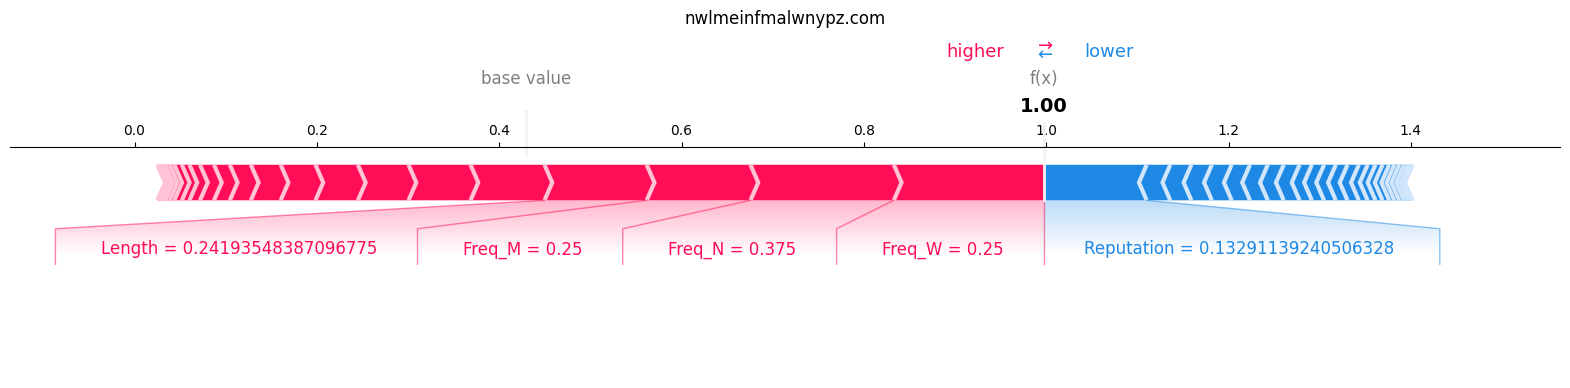 nwlmeinfmalwnypz.com
higher → ← lower
base value f(x)
1.00
0.0 0.2 0.4 0.6 0.8 1.0 1.2 1.4
Length = 0.24193548387096775 Freq_M = 0.25 Freq_N = 0.375 Freq_W = 0.25 Reputation = 0.13291139240506328